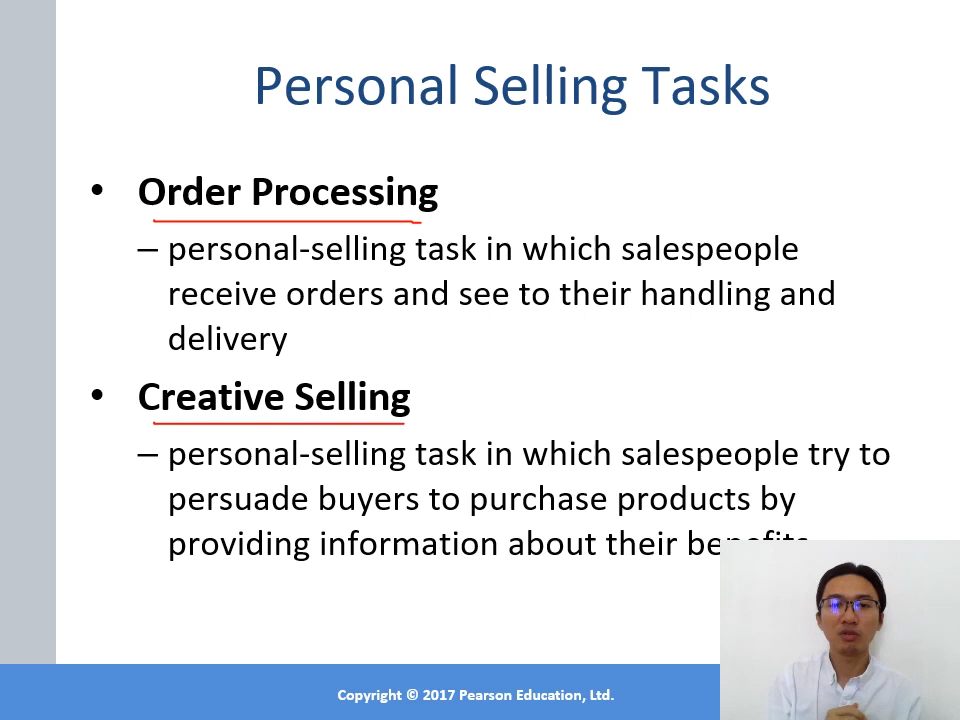 Personal Selling Tasks
• Order Processing
– personal-selling task in which salespeople
receive orders and see to their handling and
delivery
• Creative Selling
– personal-selling task in which salespeople try to
persuade buyers to purchase products by
providing information about their benefits
Copyright © 2017 Pearson Education, Ltd.